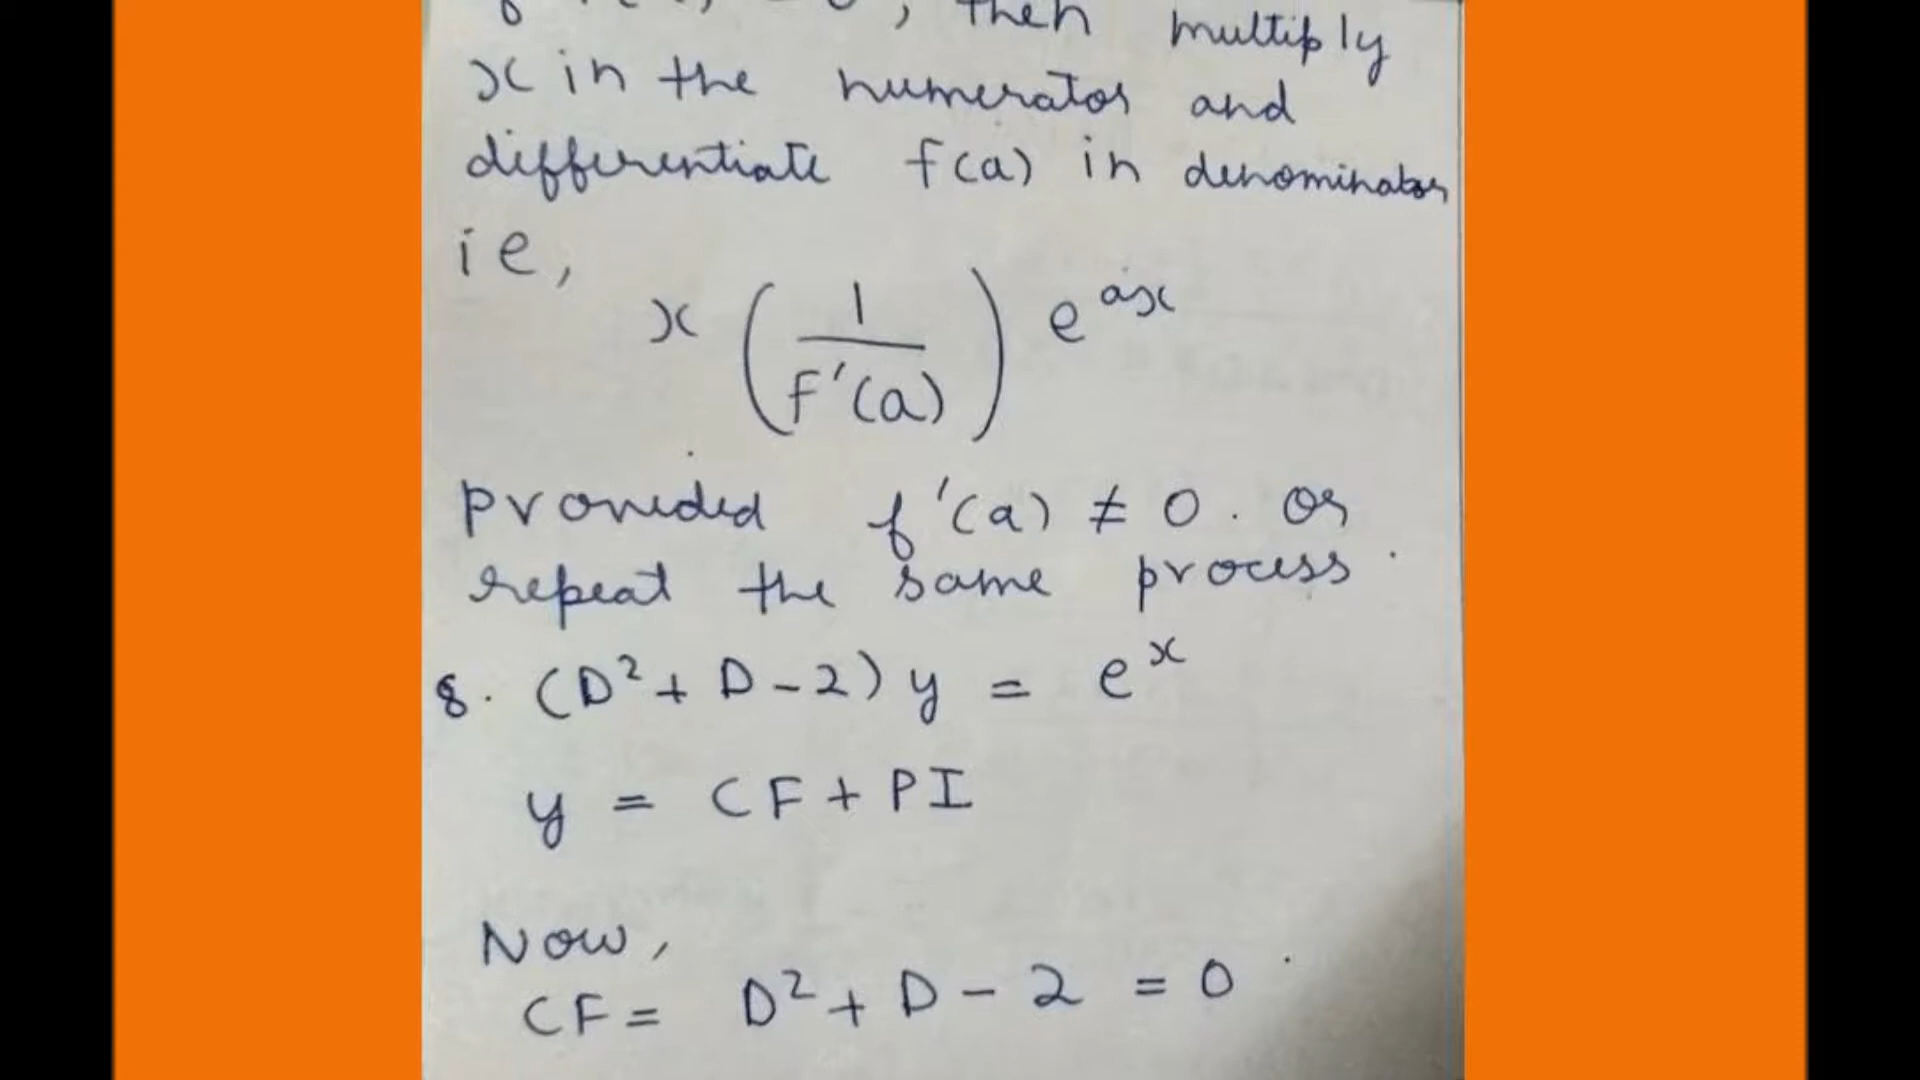 then multiply
x in the numerator and
differentiate f(a) in denominator
ie,
x (1/f'(a)) e^ax
provided f'(a) ≠ 0. or
repeat the same process.
8. (D² + D - 2) y = e^x
y = CF + PI
Now,
CF = D² + D - 2 = 0